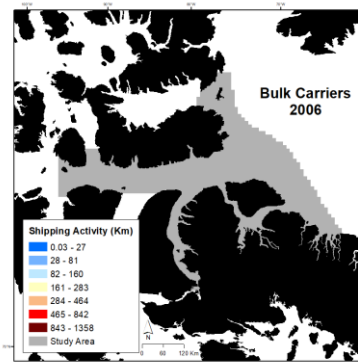 Bulk Carriers
2006
Shipping Activity (Km)
0.03 - 27
28 - 81
82 - 160
161 - 283
284 - 464
465 - 842
843 - 1358
Study Area
N
0
60
120 Km